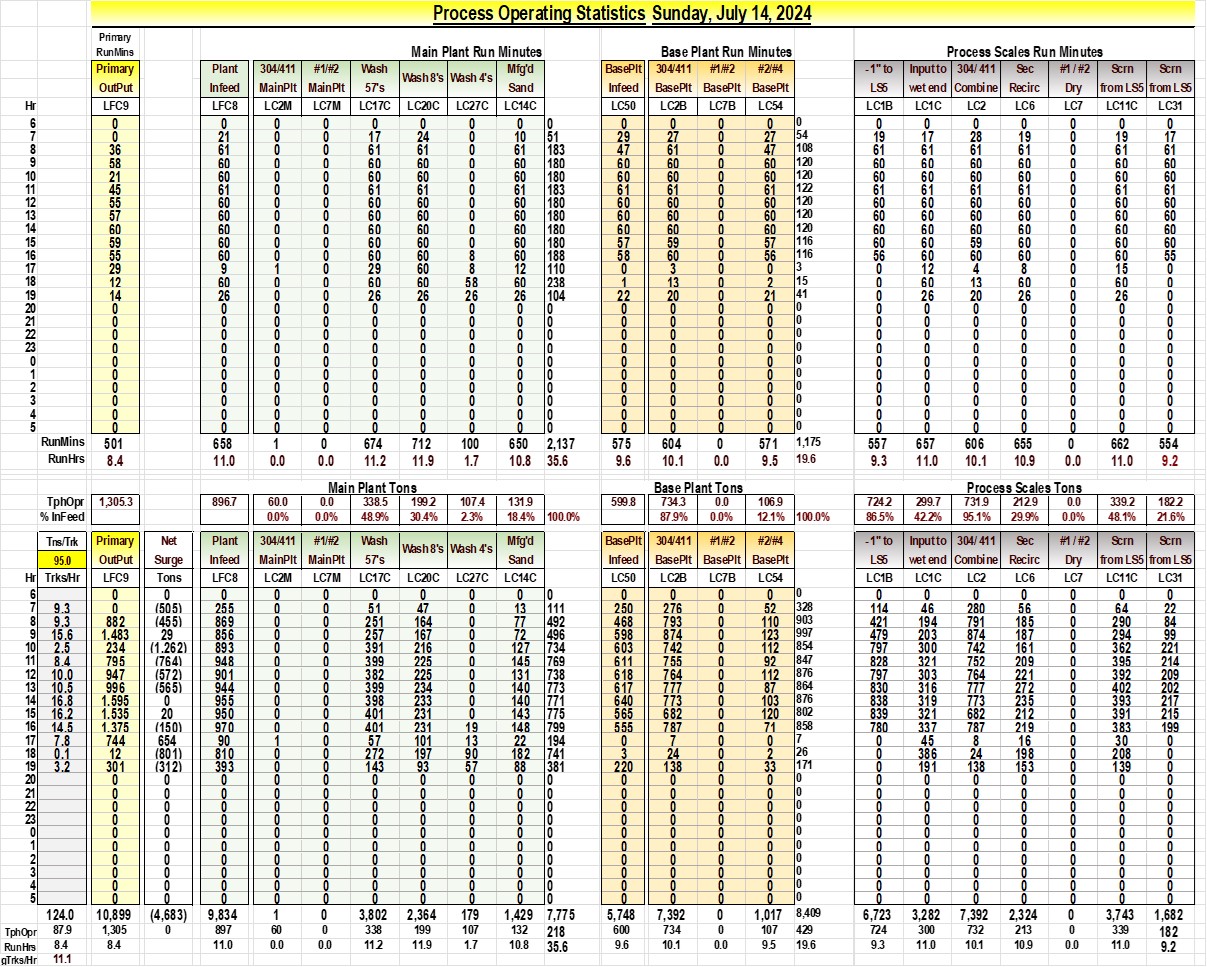 Process Operating Statistics Sunday, July 14, 2024
Primary
RunMins Main Plant Run Minutes Base Plant Run Minutes Process Scales Run Minutes
Primary Plant 304/411 #1/#2 Wash Wash 8's Wash 4's Mfg'd BasePlt 304/411 #1/#2 #2/#4 -1" to Input to 304/ 411 Sec #1 / #2 Scrn Scrn
OutPut Infeed MainPlt MainPlt 57's Sand Infeed BasePlt BasePlt BasePlt LS5 wet end Combine Recirc Dry from LS5 from LS5
Hr LFC9 LFC8 LC2M LC7M LC17C LC20C LC27C LC14C LC50 LC2B LC7B LC54 LC1B LC1C LC2 LC6 LC7 LC11C LC31
6 0 0 0 0 0 0 0 0 0 0 0 0 0 0 0 0 0 0 0 0 0
7 0 21 0 0 17 24 0 10 51 29 27 0 27 54 19 17 28 19 0 19 17
8 36 61 0 0 61 61 0 61 183 47 61 0 47 108 61 61 61 61 0 61 61
9 58 60 0 0 60 60 0 60 180 60 60 0 60 120 60 60 60 60 0 60 60
10 21 60 0 0 60 60 0 60 180 60 60 0 60 120 60 60 60 60 0 60 60
11 45 61 0 0 61 61 0 61 183 61 61 0 61 122 61 61 61 61 0 61 61
12 55 60 0 0 60 60 0 60 180 60 60 0 60 120 60 60 60 60 0 60 60
13 57 60 0 0 60 60 0 60 180 60 60 0 60 120 60 60 60 60 0 60 60
14 60 60 0 0 60 60 0 60 180 60 60 0 60 120 60 60 60 60 0 60 60
15 59 60 0 0 60 60 0 60 180 57 59 0 57 116 60 60 59 60 0 60 60
16 55 60 0 0 60 60 8 60 188 58 60 0 56 116 56 60 60 60 0 60 55
17 29 9 1 0 29 60 8 12 110 0 3 0 0 3 0 12 4 8 0 15 0
18 12 60 0 0 60 60 58 60 238 1 13 0 2 15 0 60 13 60 0 60 0
19 14 26 0 0 26 26 26 26 104 22 20 0 21 41 0 26 20 26 0 26 0
20 0 0 0 0 0 0 0 0 0 0 0 0 0 0 0 0 0 0 0 0 0
21 0 0 0 0 0 0 0 0 0 0 0 0 0 0 0 0 0 0 0 0 0
22 0 0 0 0 0 0 0 0 0 0 0 0 0 0 0 0 0 0 0 0 0
23 0 0 0 0 0 0 0 0 0 0 0 0 0 0 0 0 0 0 0 0 0
0 0 0 0 0 0 0 0 0 0 0 0 0 0 0 0 0 0 0 0 0 0
1 0 0 0 0 0 0 0 0 0 0 0 0 0 0 0 0 0 0 0 0 0
2 0 0 0 0 0 0 0 0 0 0 0 0 0 0 0 0 0 0 0 0 0
3 0 0 0 0 0 0 0 0 0 0 0 0 0 0 0 0 0 0 0 0 0
4 0 0 0 0 0 0 0 0 0 0 0 0 0 0 0 0 0 0 0 0 0
5 0 0 0 0 0 0 0 0 0 0 0 0 0 0 0 0 0 0 0 0 0
RunMins 501 658 1 0 674 712 100 650 2,137 575 604 0 571 1,175 557 657 606 655 0 662 554
RunHrs 8.4 11.0 0.0 0.0 11.2 11.9 1.7 10.8 35.6 9.6 10.1 0.0 9.5 19.6 9.3 11.0 10.1 10.9 0.0 11.0 9.2
Main Plant Tons Base Plant Tons Process Scales Tons
TphOpr 1,305.3 896.7 60.0 0.0 338.5 199.2 107.4 131.9 599.8 734.3 0.0 106.9 724.2 299.7 731.9 212.9 0.0 339.2 182.2
% InFeed 0.0% 0.0% 48.9% 30.4% 2.3% 18.4% 100.0% 87.9% 0.0% 12.1% 100.0% 86.5% 42.2% 95.1% 29.9% 0.0% 48.1% 21.6%
Tns/Trk Primary Net Plant 304/411 #1/#2 Wash Wash 8's Wash 4's Mfg'd BasePlt 304/411 #1/#2 #2/#4 -1" to Input to 304/ 411 Sec #1 / #2 Scrn Scrn
95.0 OutPut Surge Infeed MainPlt MainPlt 57's Sand Infeed BasePlt BasePlt BasePlt LS5 wet end Combine Recirc Dry from LS5 from LS5
Hr Trks/Hr LFC9 Tons LFC8 LC2M LC7M LC17C LC20C LC27C LC14C LC50 LC2B LC7B LC54 LC1B LC1C LC2 LC6 LC7 LC11C LC31
6 0 0 0 0 0 0 0 0 0 0 0 0 0 0 0 0 0 0 0 0 0 0
7 9.3 0 (505) 255 0 0 51 47 0 13 111 250 276 0 52 328 114 46 280 56 0 64 22
8 9.3 882 (455) 869 0 0 251 164 0 77 492 468 793 0 110 903 421 194 791 185 0 290 84
9 15.6 1,483 29 856 0 0 257 167 0 72 496 598 874 0 123 997 479 203 874 187 0 294 99
10 2.5 234 (1,262) 893 0 0 391 216 0 127 734 603 742 0 112 854 797 300 742 161 0 362 221
11 8.4 795 (764) 948 0 0 399 225 0 145 769 611 755 0 92 847 828 321 752 209 0 395 214
12 10.0 947 (572) 901 0 0 382 225 0 131 738 618 764 0 112 876 797 303 764 221 0 392 209
13 10.5 996 (565) 944 0 0 399 234 0 140 773 617 777 0 87 864 830 316 777 272 0 402 202
14 16.8 1,595 0 955 0 0 398 233 0 140 771 640 773 0 103 876 838 319 773 235 0 393 217
15 16.2 1,535 20 950 0 0 401 231 0 143 775 565 682 0 120 802 839 321 682 212 0 391 215
16 14.5 1,375 (150) 970 0 0 401 231 19 148 799 555 787 0 71 858 780 337 787 219 0 383 199
17 7.8 744 654 90 1 0 57 101 13 22 194 0 7 0 0 7 0 45 8 16 0 30 0
18 0.1 12 (801) 810 0 0 272 197 90 182 741 3 24 0 2 26 0 386 24 198 0 208 0
19 3.2 301 (312) 393 0 0 143 93 57 88 381 220 138 0 33 171 0 191 138 153 0 139 0
20 0 0 0 0 0 0 0 0 0 0 0 0 0 0 0 0 0 0 0 0 0 0
21 0 0 0 0 0 0 0 0 0 0 0 0 0 0 0 0 0 0 0 0 0 0
22 0 0 0 0 0 0 0 0 0 0 0 0 0 0 0 0 0 0 0 0 0 0
23 0 0 0 0 0 0 0 0 0 0 0 0 0 0 0 0 0 0 0 0 0 0
0 0 0 0 0 0 0 0 0 0 0 0 0 0 0 0 0 0 0 0 0 0 0
1 0 0 0 0 0 0 0 0 0 0 0 0 0 0 0 0 0 0 0 0 0 0
2 0 0 0 0 0 0 0 0 0 0 0 0 0 0 0 0 0 0 0 0 0 0
3 0 0 0 0 0 0 0 0 0 0 0 0 0 0 0 0 0 0 0 0 0 0
4 0 0 0 0 0 0 0 0 0 0 0 0 0 0 0 0 0 0 0 0 0 0
5 0 0 0 0 0 0 0 0 0 0 0 0 0 0 0 0 0 0 0 0 0 0
124.0 10,899 (4,683) 9,834 1 0 3,802 2,364 179 1,429 7,775 5,748 7,392 0 1,017 8,409 6,723 3,282 7,392 2,324 0 3,743 1,682
TphOpr 87.9 1,305 0 897 60 0 338 199 107 132 218 600 734 0 107 429 724 300 732 213 0 339 182
RunHrs 8.4 8.4 11.0 0.0 0.0 11.2 11.9 1.7 10.8 35.6 9.6 10.1 0.0 9.5 19.6 9.3 11.0 10.1 10.9 0.0 11.0 9.2
gTrks/Hr 11.1